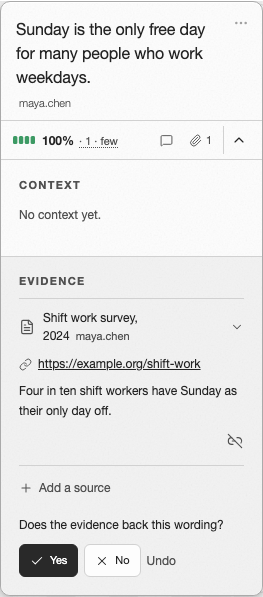 Sunday is the only free day
for many people who work
weekdays.
maya.chen
100% · 1 · few
1
CONTEXT
No context yet.
EVIDENCE
Shift work survey,
2024 maya.chen
https://example.org/shift-work
Four in ten shift workers have Sunday as
their only day off.
Add a source
Does the evidence back this wording?
Yes No Undo